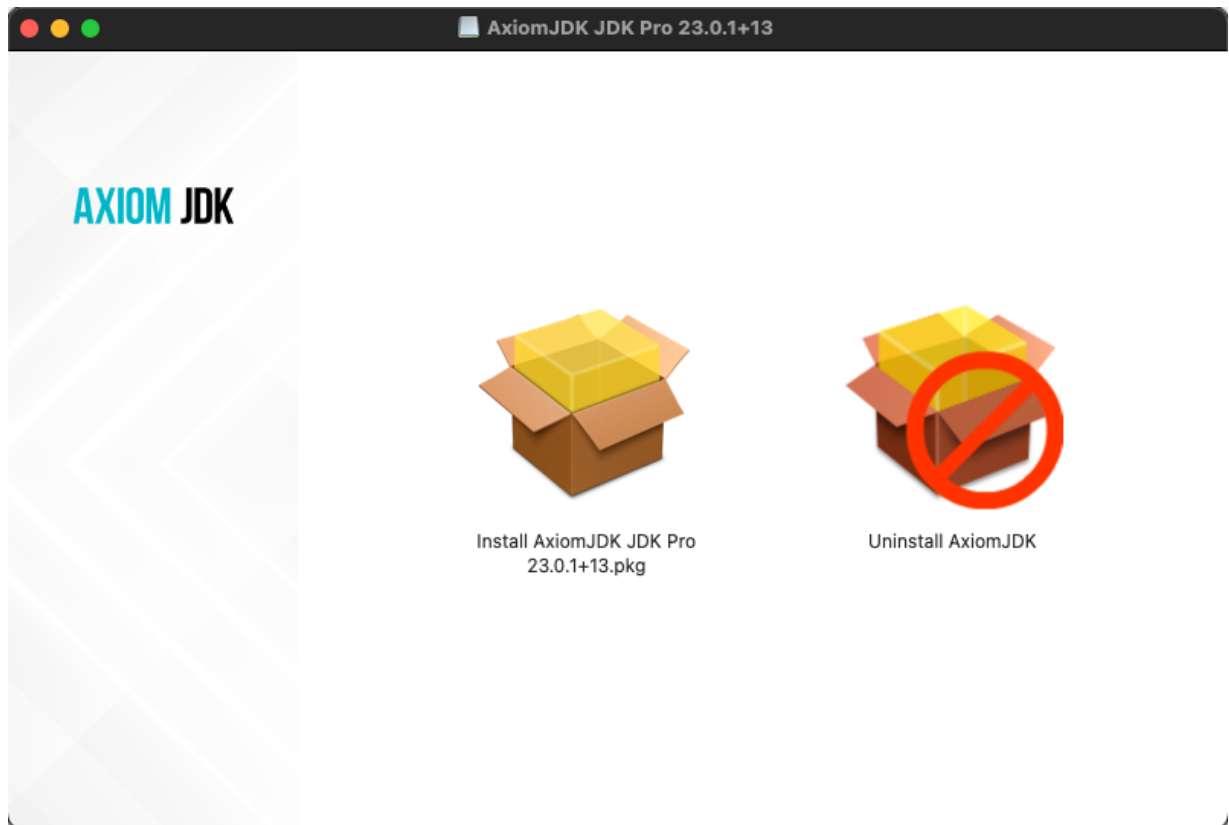 AxiomJDK JDK Pro 23.0.1+13
AXIOM JDK
Install AxiomJDK JDK Pro
23.0.1+13.pkg
Uninstall AxiomJDK